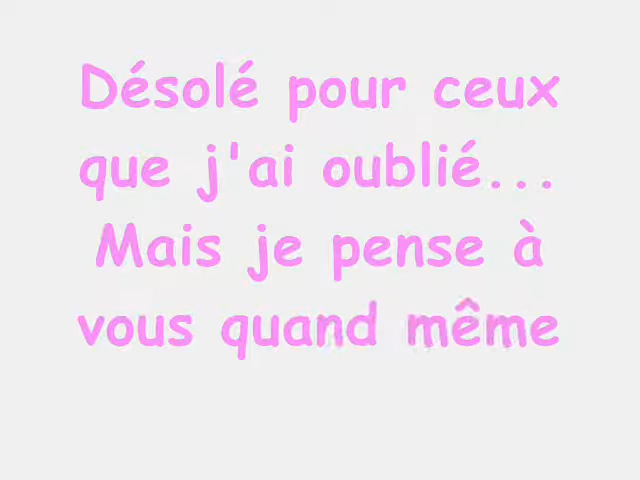 Désolé pour ceux
que j'ai oublié...
Mais je pense à
vous quand même